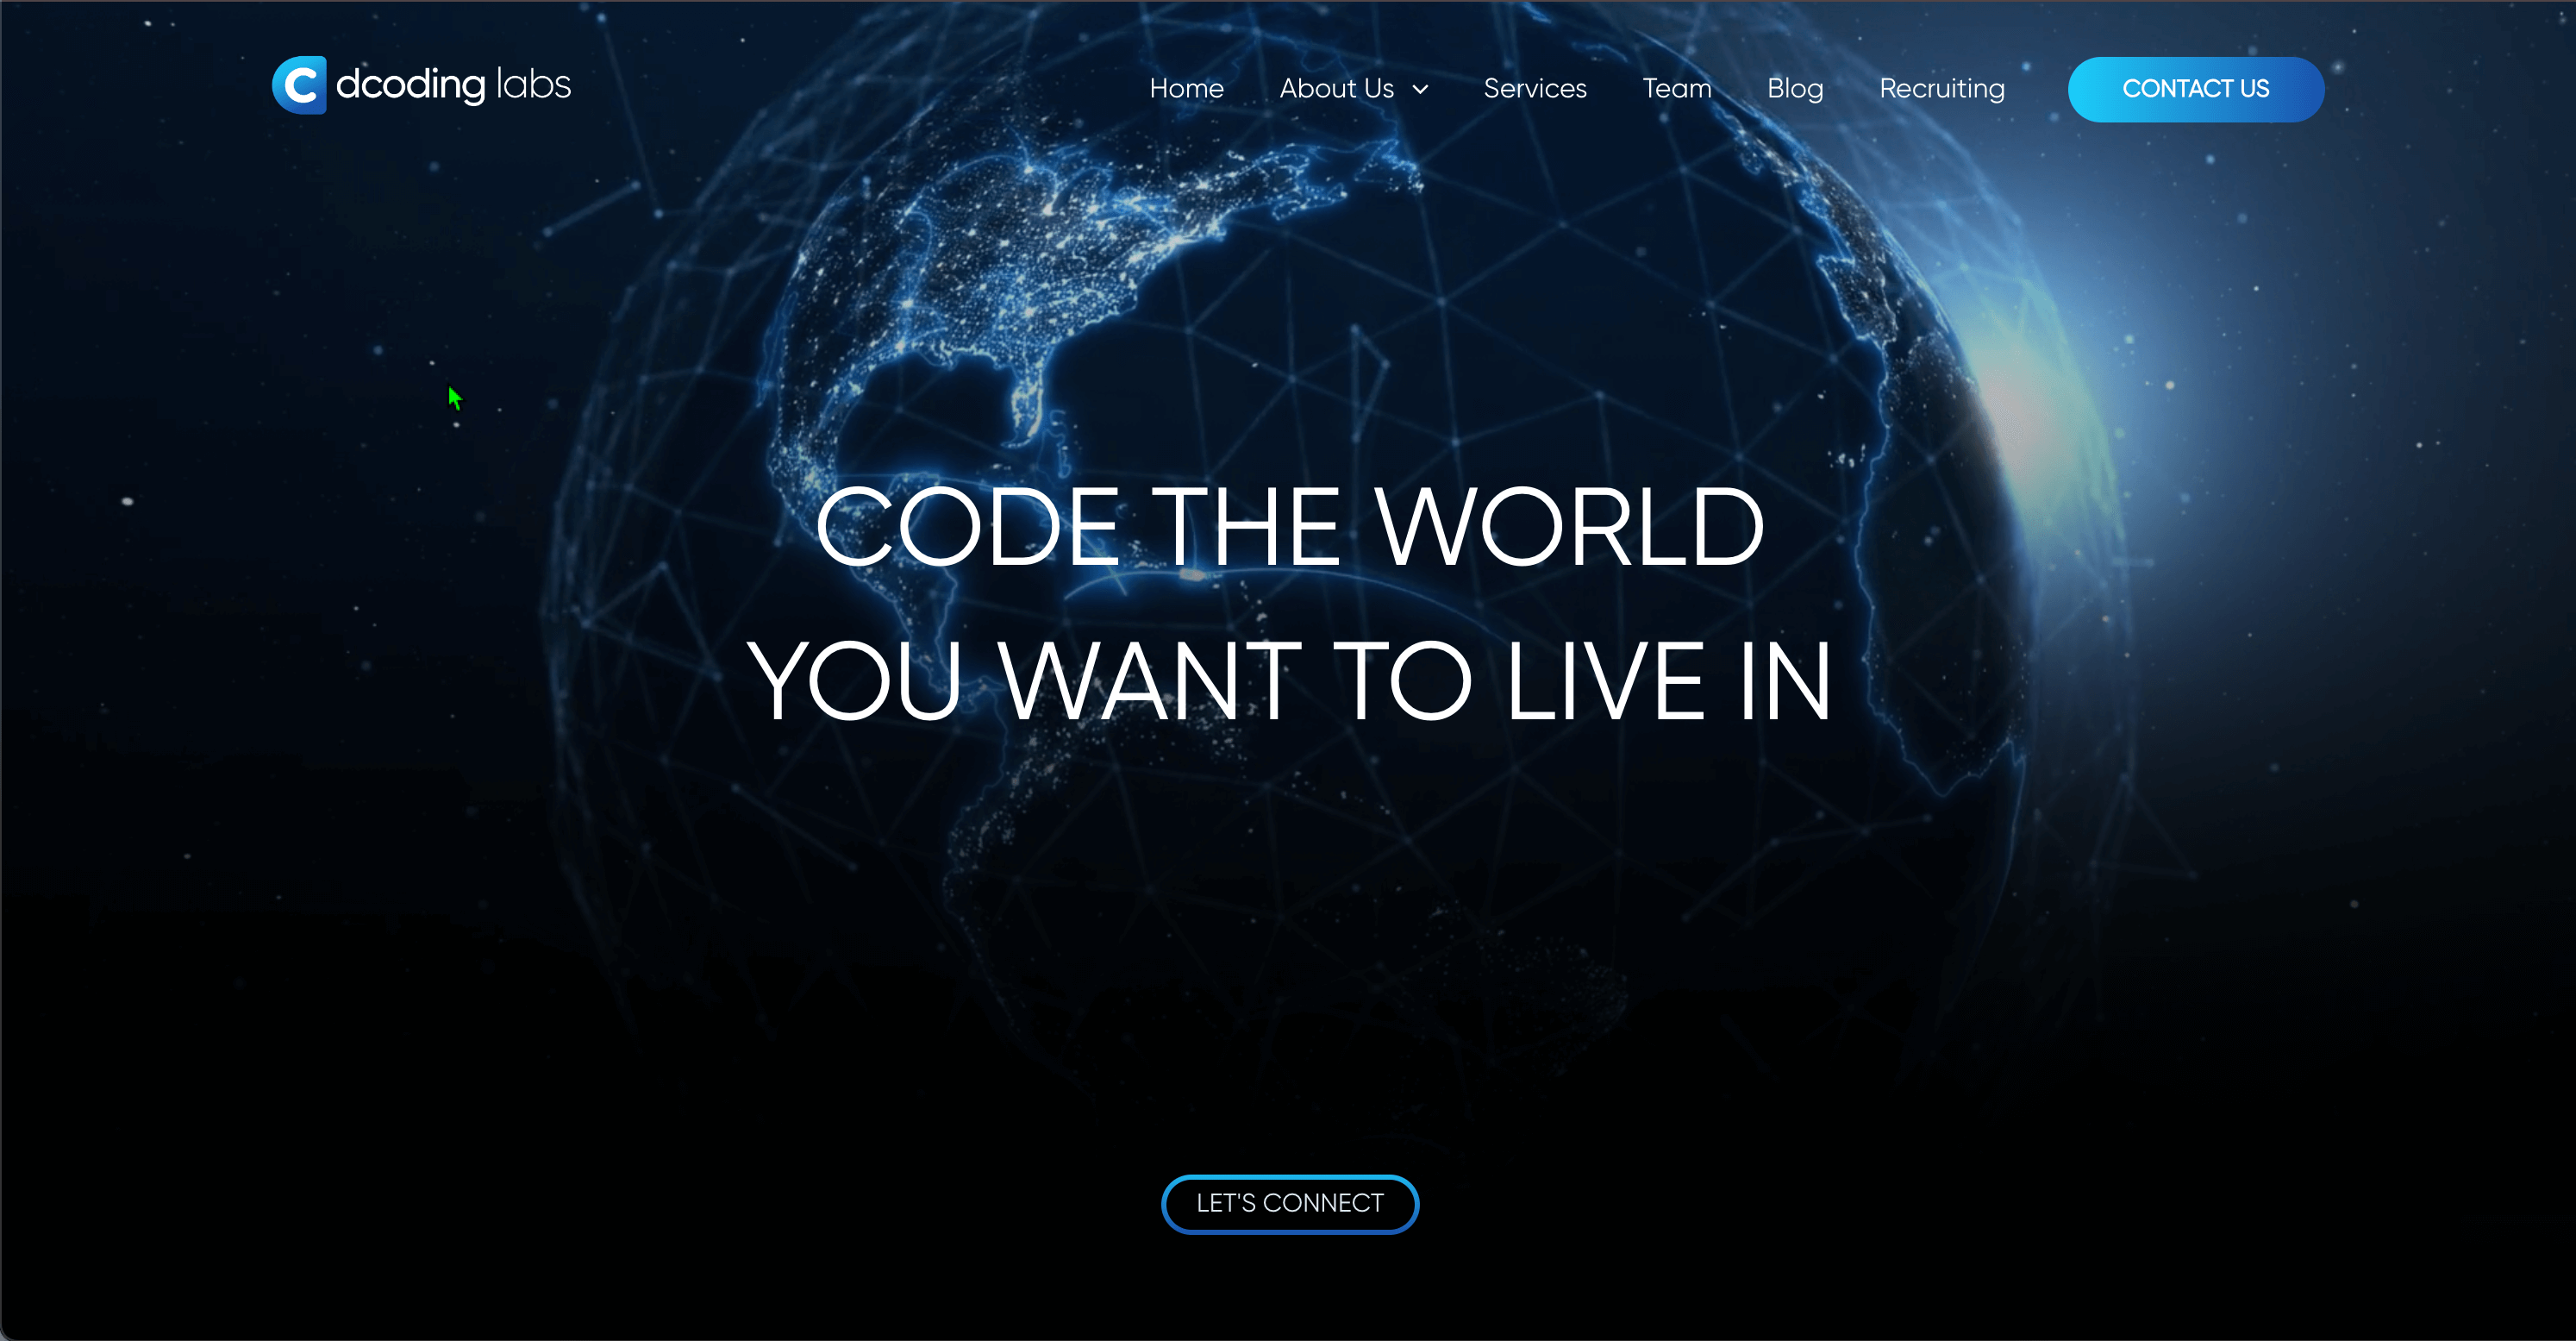 dcoding labs
Home About Us Services Team Blog Recruiting CONTACT US
CODE THE WORLD
YOU WANT TO LIVE IN
LET'S CONNECT